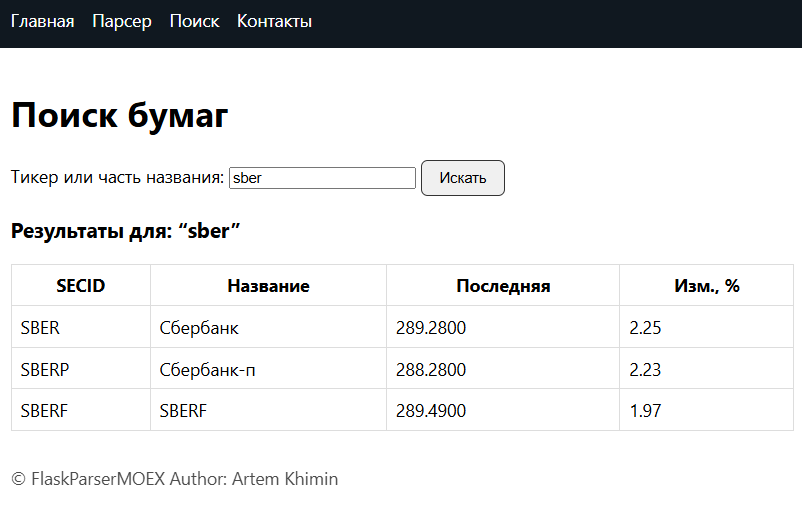 Главная Парсер Поиск Контакты
Поиск бумаг
Тикер или часть названия: sber Искать
Результаты для: “sber”
SECID Название Последняя Изм., %
SBER Сбербанк 289.2800 2.25
SBERP Сбербанк-п 288.2800 2.23
SBERF SBERF 289.4900 1.97
© FlaskParserMOEX Author: Artem Khimin